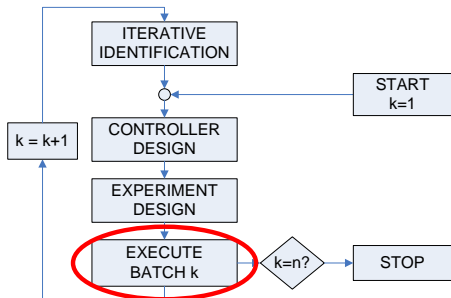 ITERATIVE
IDENTIFICATION
START
k=1
k = k+1
CONTROLLER
DESIGN
EXPERIMENT
DESIGN
EXECUTE
BATCH k
k=n?
STOP